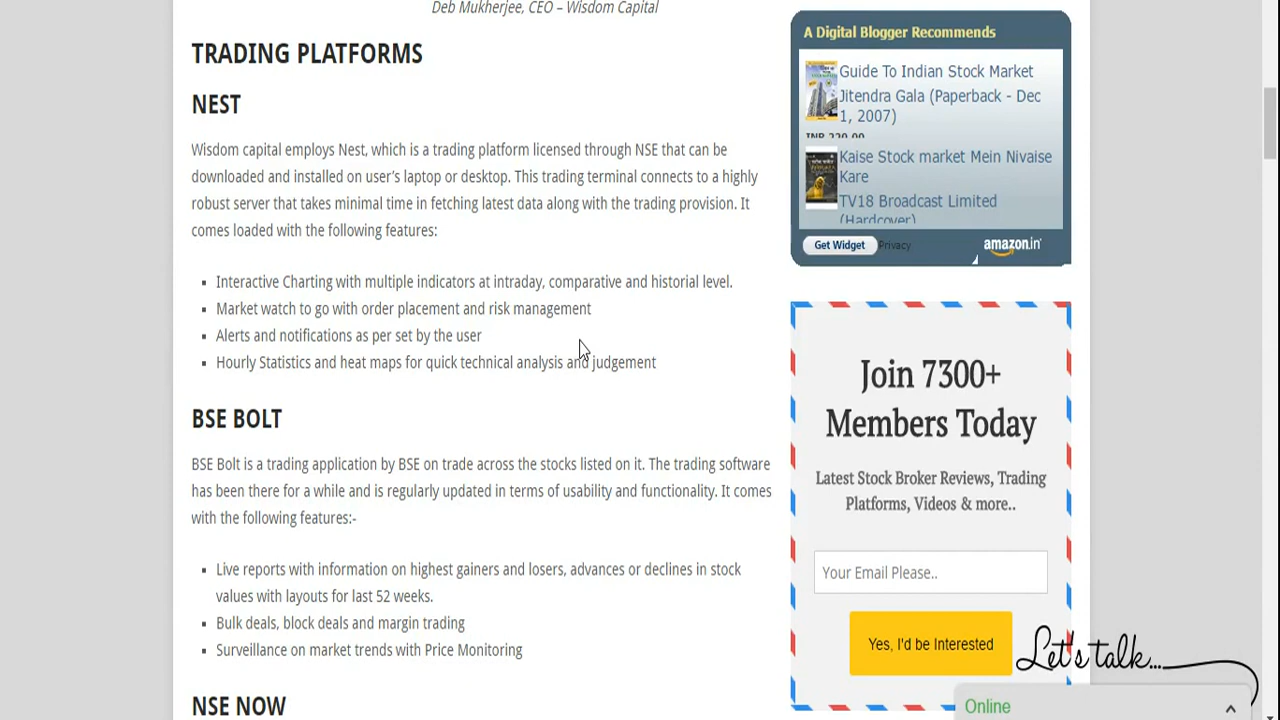 Deb Mukherjee, CEO – Wisdom Capital
TRADING PLATFORMS
NEST
Wisdom capital employs Nest, which is a trading platform licensed through NSE that can be
downloaded and installed on user's laptop or desktop. This trading terminal connects to a highly
robust server that takes minimal time in fetching latest data along with the trading provision. It
comes loaded with the following features:
Interactive Charting with multiple indicators at intraday, comparative and historial level.
Market watch to go with order placement and risk management
Alerts and notifications as per set by the user
Hourly Statistics and heat maps for quick technical analysis and judgement
BSE BOLT
BSE Bolt is a trading application by BSE on trade across the stocks listed on it. The trading software
has been there for a while and is regularly updated in terms of usability and functionality. It comes
with the following features:-
Live reports with information on highest gainers and losers, advances or declines in stock
values with layouts for last 52 weeks.
Bulk deals, block deals and margin trading
Surveillance on market trends with Price Monitoring
NSE NOW
A Digital Blogger Recommends
Guide To Indian Stock Market
Jitendra Gala (Paperback - Dec
1, 2007)
INR 220.00
Kaise Stock market Mein Nivaise
Kare
TV18 Broadcast Limited
(Hardcover)
Get Widget
Privacy
amazon.in
Join 7300+
Members Today
Latest Stock Broker Reviews, Trading
Platforms, Videos & more..
Your Email Please..
Yes, I'd be Interested
Let's talk...
Online